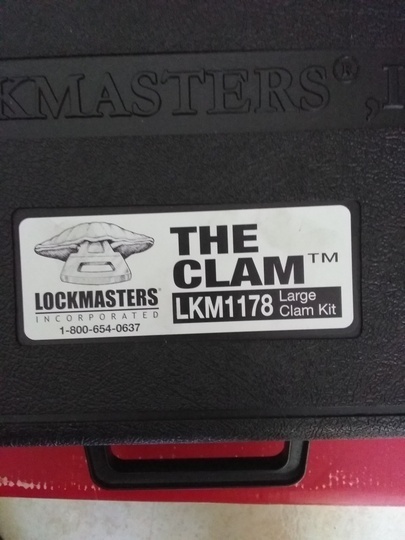 KMASTERS®, I
THE
CLAM™
LOCKMASTERS®
INCORPORATED
1-800-654-0637
LKM1178 Large
Clam Kit